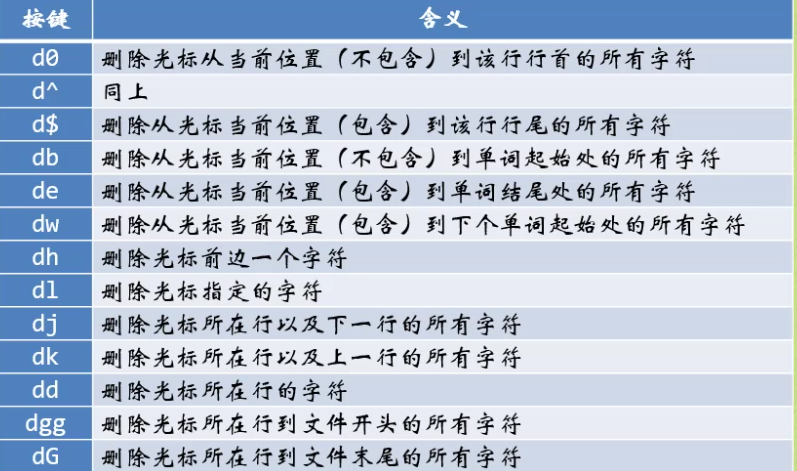 按键 含义
d0 删除光标从当前位置（不包含）到该行行首的所有字符
d^ 同上
d$ 删除从光标当前位置（包含）到该行行尾的所有字符
db 删除从光标当前位置（不包含）到单词起始处的所有字符
de 删除从光标当前位置（包含）到单词结尾处的所有字符
dw 删除从光标当前位置（包含）到下个单词起始处的所有字符
dh 删除光标前边一个字符
dl 删除光标指定的字符
dj 删除光标所在行以及下一行的所有字符
dk 删除光标所在行以及上一行的所有字符
dd 删除光标所在行的字符
dgg 删除光标所在行到文件开头的所有字符
dG 删除光标所在行到文件末尾的所有字符